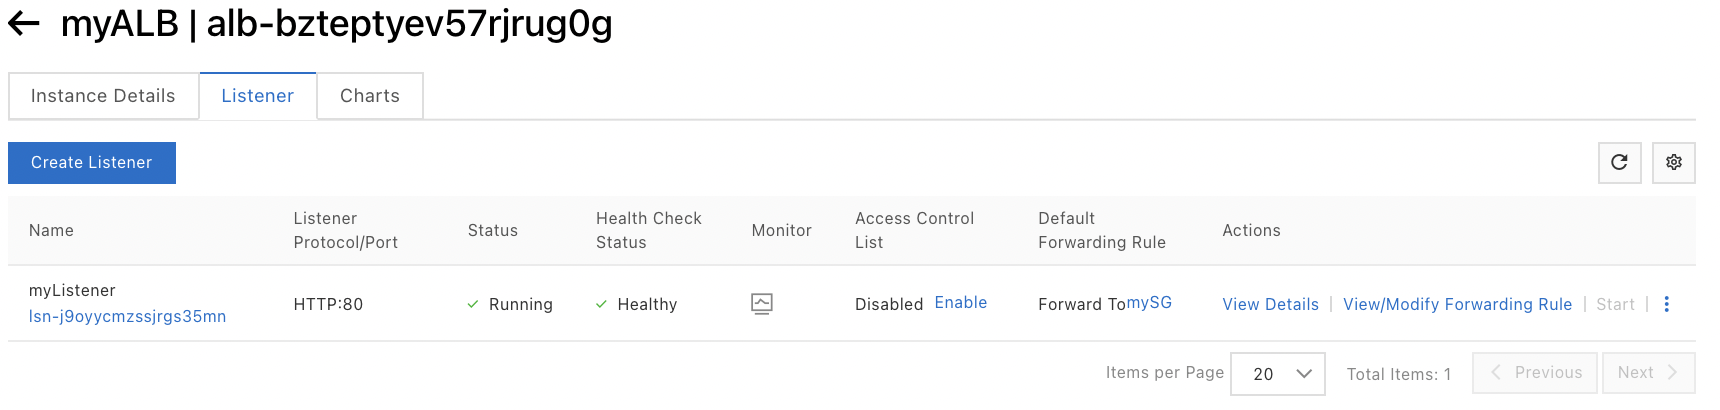 myALB | alb-bzteptyev57rjrug0g
Instance Details Listener Charts
Create Listener
Name Listener Protocol/Port Status Health Check Status Monitor Access Control List Default Forwarding Rule Actions
myListener
lsn-j9oyycmzssjrgs35mn
HTTP:80 Running Healthy Disabled Enable Forward TomySG View Details | View/Modify Forwarding Rule | Start |
Items per Page 20 Total Items: 1 Previous Next